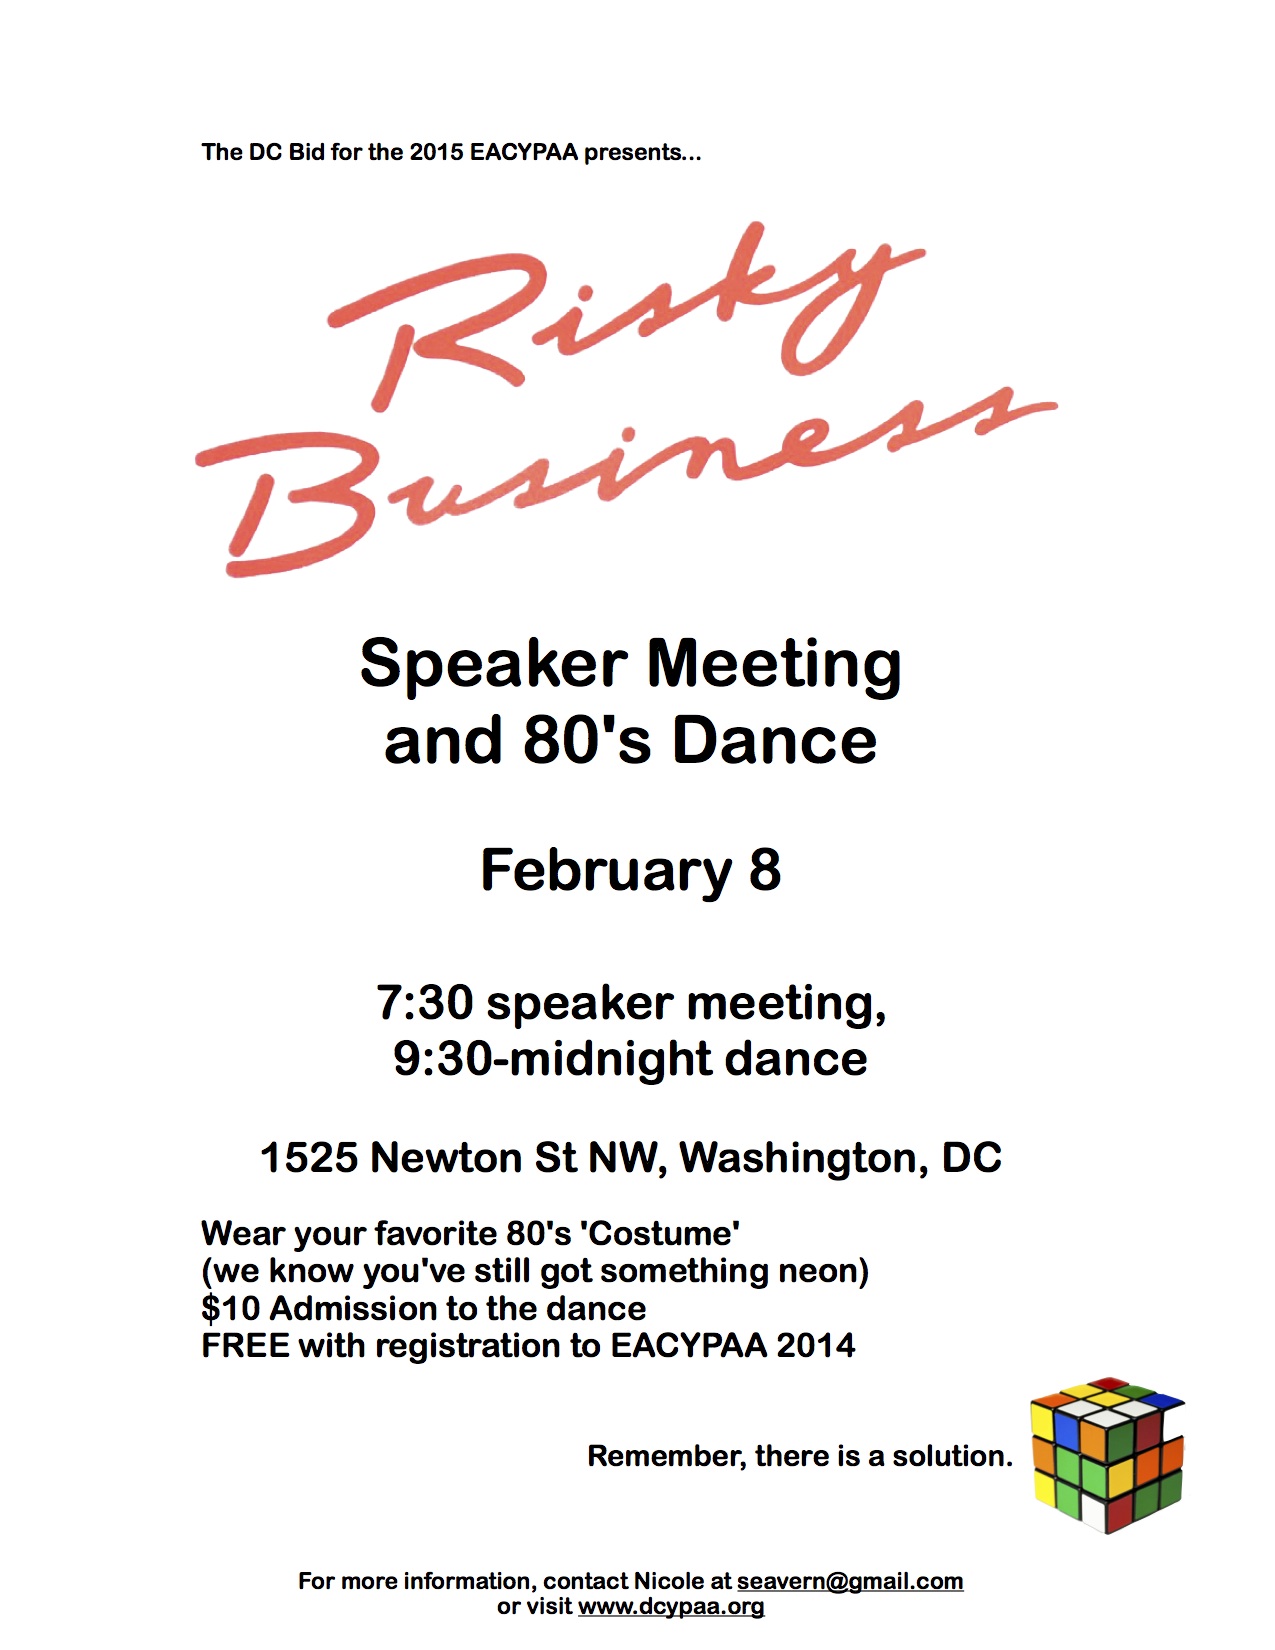 The DC Bid for the 2015 EACYPAA presents...
Risky
Business
Speaker Meeting
and 80's Dance
February 8
7:30 speaker meeting,
9:30-midnight dance
1525 Newton St NW, Washington, DC
Wear your favorite 80's 'Costume'
(we know you've still got something neon)
$10 Admission to the dance
FREE with registration to EACYPAA 2014
Remember, there is a solution.
For more information, contact Nicole at seavern@gmail.com
or visit www.dcypaa.org